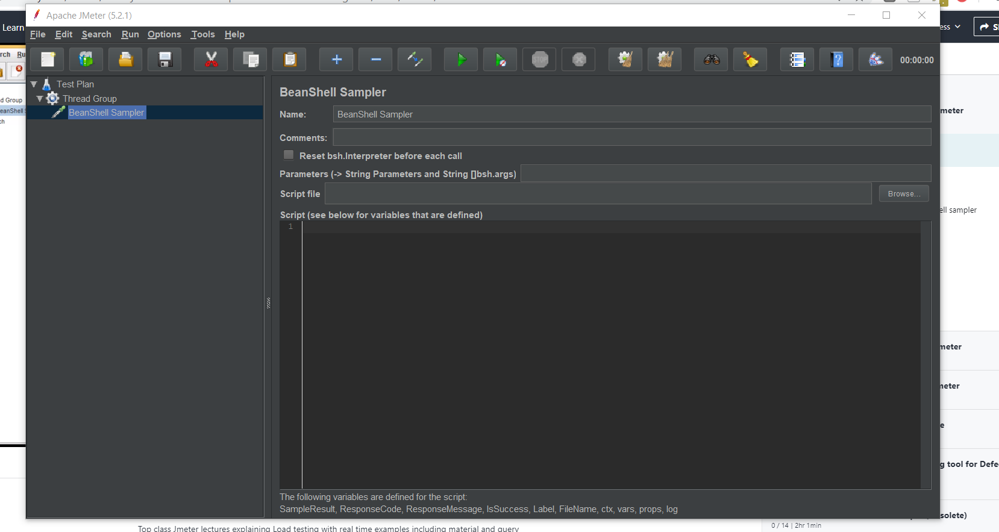 Apache JMeter (5.2.1)
Learn
File Edit Search Run Options Tools Help
STOP
00:00:00
Test Plan
Thread Group
BeanShell Sampler
BeanShell Sampler
Name: BeanShell Sampler
Comments:
Reset bsh.Interpreter before each call
Parameters (-> String Parameters and String []bsh.args)
Script file
Browse...
Script (see below for variables that are defined)
1
The following variables are defined for the script:
SampleResult, ResponseCode, ResponseMessage, IsSuccess, Label, FileName, ctx, vars, props, log
d Group
meter
ell sampler
meter
neter
e
g tool for Defe
solete)
0 / 14 | 2hr 1min
Top class Jmeter lectures explaining Load testing with real time examples including material and query